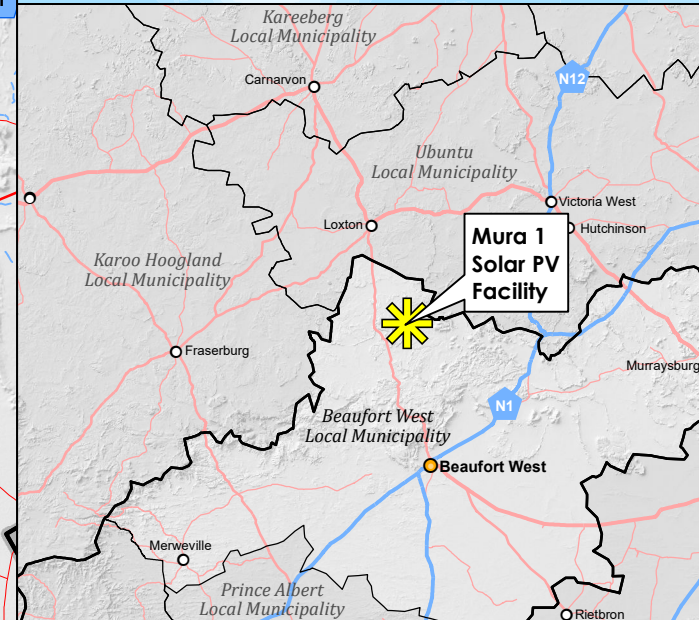 Kareeberg
Local Municipality
Carnarvon
N12
Ubuntu
Local Municipality
Victoria West
Loxton
Hutchinson
Mura 1
Solar PV
Facility
Karoo Hoogland
Local Municipality
Fraserburg
Murraysburg
N1
Beaufort West
Local Municipality
Beaufort West
Merweville
Prince Albert
Local Municipality
Rietbron